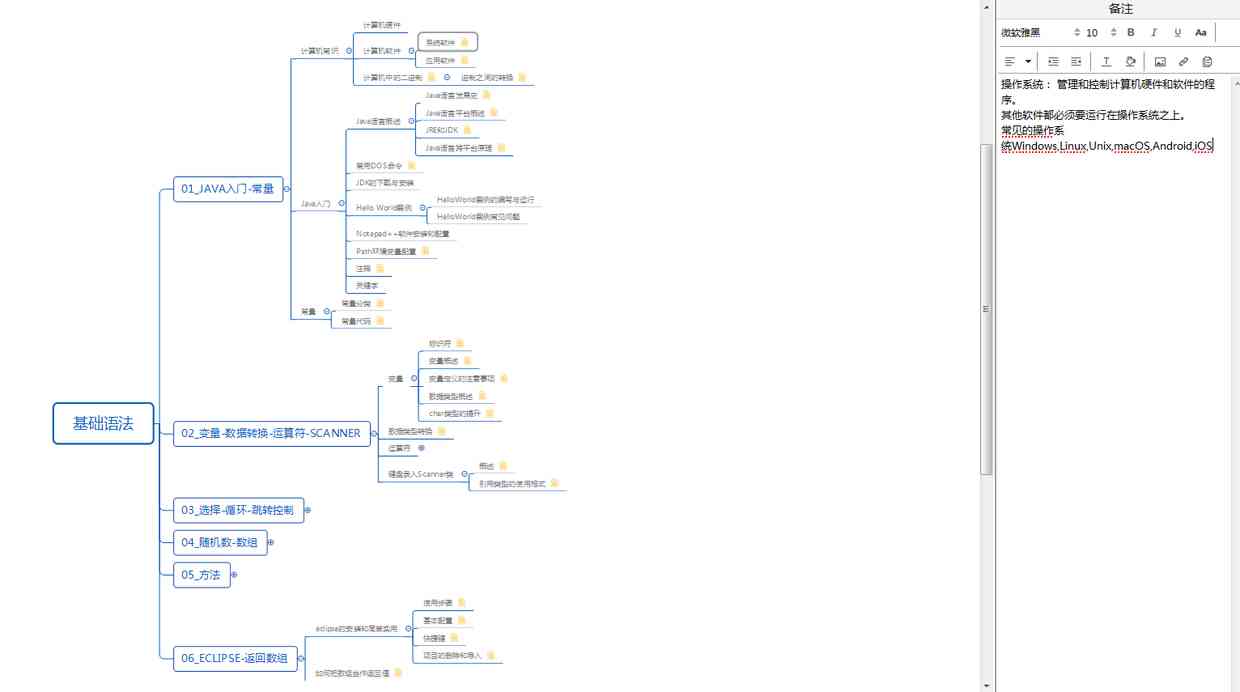 基础语法
01_JAVA入门-常量
计算机常识
计算机硬件
计算机软件
系统软件
应用软件
计算机中的二进制
进制之间的转换
Java入门
Java语言概述
Java语言发展史
Java语言平台概述
JRE和JDK
Java语言跨平台原理
常用DOS命令
JDK的下载与安装
Hello World案例
HelloWorld案例的编写与运行
HelloWorld案例常见问题
Notepad++软件安装和配置
Path环境变量配置
注释
关键字
常量
常量分类
常量代码
02_变量-数据转换-运算符-SCANNER
变量
标识符
变量概述
变量定义的注意事项
数据类型概述
char类型的提升
数据类型转换
运算符
键盘录入Scanner类
概述
引用类型的使用格式
03_选择-循环-跳转控制
04_随机数-数组
05_方法
06_ECLIPSE-返回数组
eclipse的安装和常规实用
使用步骤
基本配置
快捷键
项目的删除和导入
如何把数组当作返回值
备注
微软雅黑 10 B I U Aa
操作系统： 管理和控制计算机硬件和软件的程
序。
其他软件都必须要运行在操作系统之上。
常见的操作系
统Windows,Linux,Unix,macOS,Android,iOS